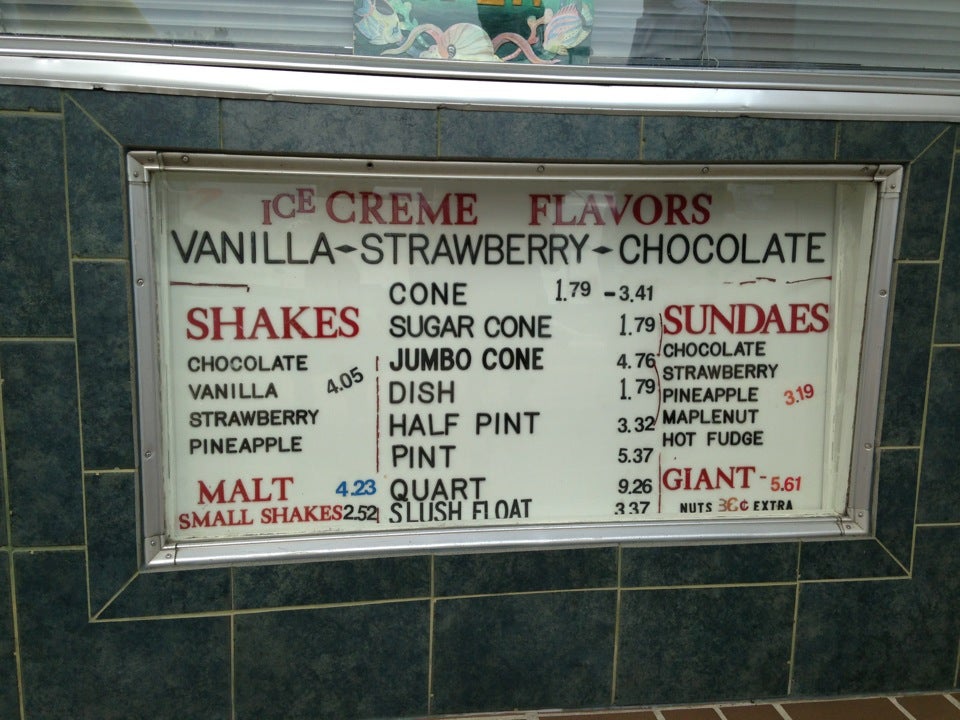 ICE CREME FLAVORS
VANILLA-STRAWBERRY-CHOCOLATE
SHAKES
CHOCOLATE
VANILLA 4.05
STRAWBERRY
PINEAPPLE
MALT 4.23
SMALL SHAKES 2.52
CONE 1.79 - 3.41
SUGAR CONE 1.79
JUMBO CONE 4.76
DISH 1.79
HALF PINT 3.32
PINT 5.37
QUART 9.26
SLUSH FLOAT 3.37
SUNDAES
CHOCOLATE
STRAWBERRY
PINEAPPLE 3.19
MAPLENUT
HOT FUDGE
GIANT - 5.61
NUTS ¢ EXTRA